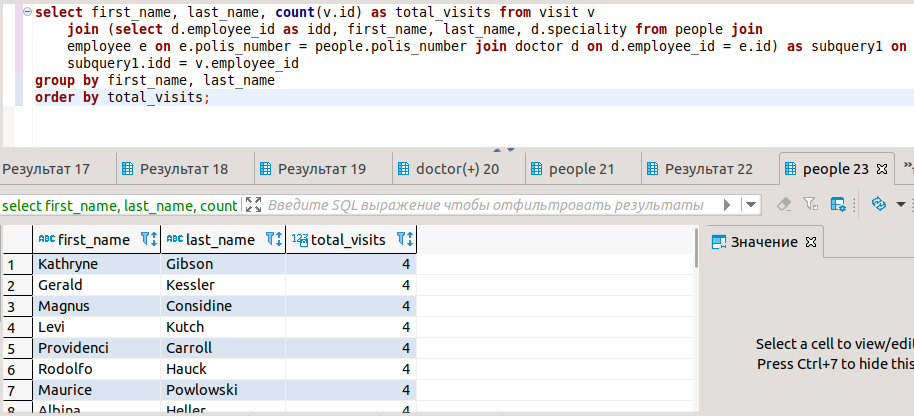 select first_name, last_name, count(v.id) as total_visits from visit v
join (select d.employee_id as idd, first_name, last_name, d.speciality from people join
employee e on e.polis_number = people.polis_number join doctor d on d.employee_id = e.id) as subquery1 on
subquery1.idd = v.employee_id
group by first_name, last_name
order by total_visits;
Результат 17 Результат 18 Результат 19 doctor(+) 20 people 21 Результат 22 people 23
select first_name, last_name, count Введите SQL выражение чтобы отфильтровать результаты
ABC first_name ABC last_name 123 total_visits Значение
1 Kathryne Gibson 4
2 Gerald Kessler 4
3 Magnus Considine 4
4 Levi Kutch 4
5 Providenci Carroll 4
6 Rodolfo Hauck 4
7 Maurice Powlowski 4
8 Albina Heller 4
Select a cell to view/edi
Press Ctrl+7 to hide this